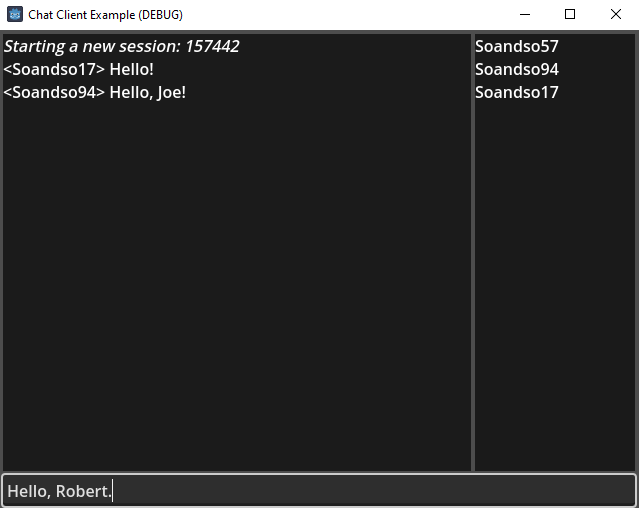 Chat Client Example (DEBUG)
Starting a new session: 157442
<Soandso17> Hello!
<Soandso94> Hello, Joe!
Soandso57
Soandso94
Soandso17
Hello, Robert.